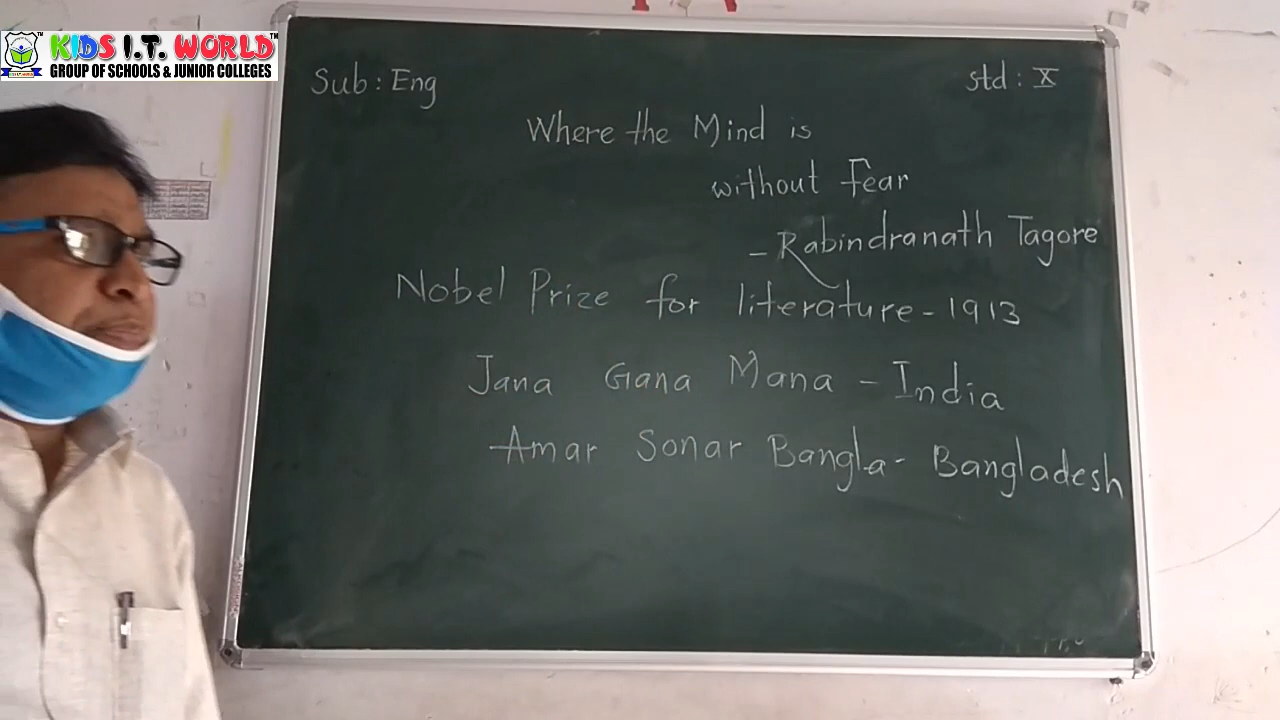 KIDS I.T. WORLD
GROUP OF SCHOOLS & JUNIOR COLLEGES
Sub : Eng
std : X
Where the Mind is
without Fear
- Rabindranath Tagore
Nobel Prize for literature - 1913
Jana Gana Mana - India
Amar Sonar Bangla - Bangladesh